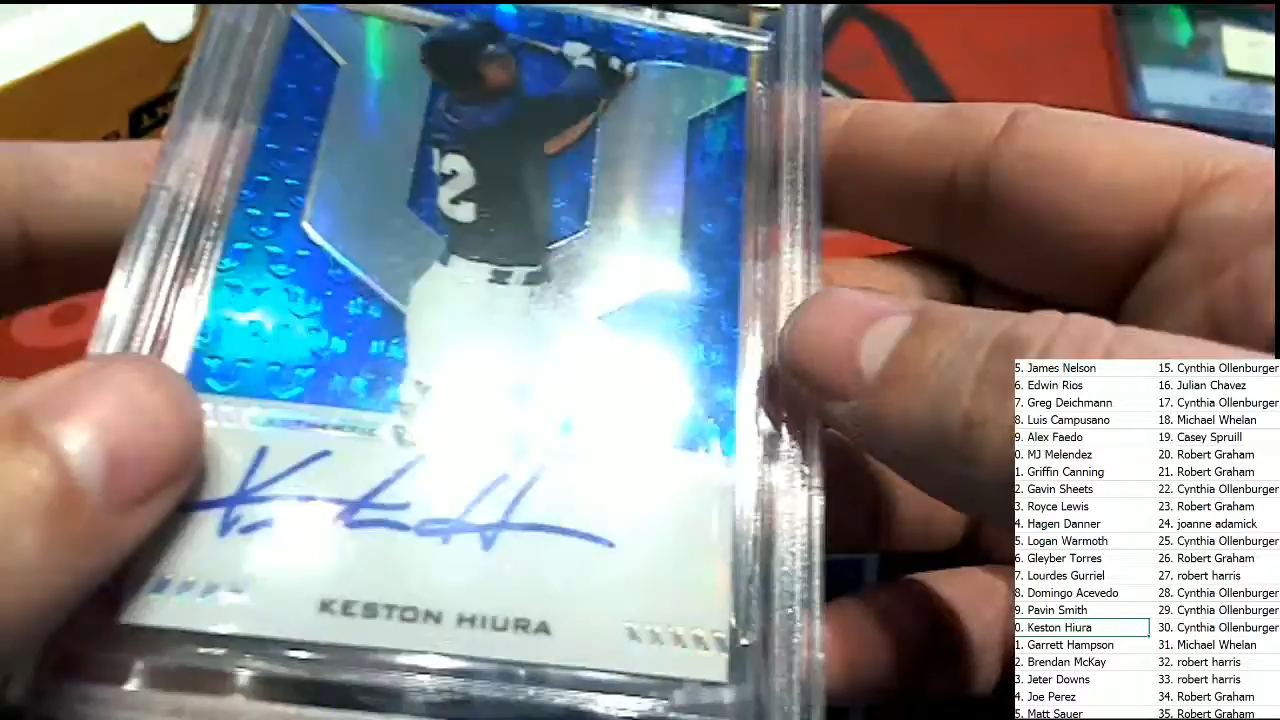 2
KESTON HIURA
5. James Nelson 15. Cynthia Ollenburger
6. Edwin Rios 16. Julian Chavez
7. Greg Deichmann 17. Cynthia Ollenburger
8. Luis Campusano 18. Michael Whelan
9. Alex Faedo 19. Casey Spruill
0. MJ Melendez 20. Robert Graham
1. Griffin Canning 21. Robert Graham
2. Gavin Sheets 22. Cynthia Ollenburger
3. Royce Lewis 23. Robert Graham
4. Hagen Danner 24. joanne adamick
5. Logan Warmoth 25. Cynthia Ollenburger
6. Gleyber Torres 26. Robert Graham
7. Lourdes Gurriel 27. robert harris
8. Domingo Acevedo 28. Cynthia Ollenburger
9. Pavin Smith 29. Cynthia Ollenburger
0. Keston Hiura 30. Cynthia Ollenburger
1. Garrett Hampson 31. Michael Whelan
2. Brendan McKay 32. robert harris
3. Jeter Downs 33. robert harris
4. Joe Perez 34. Robert Graham
5. Matt Sauer 35. Robert Graham